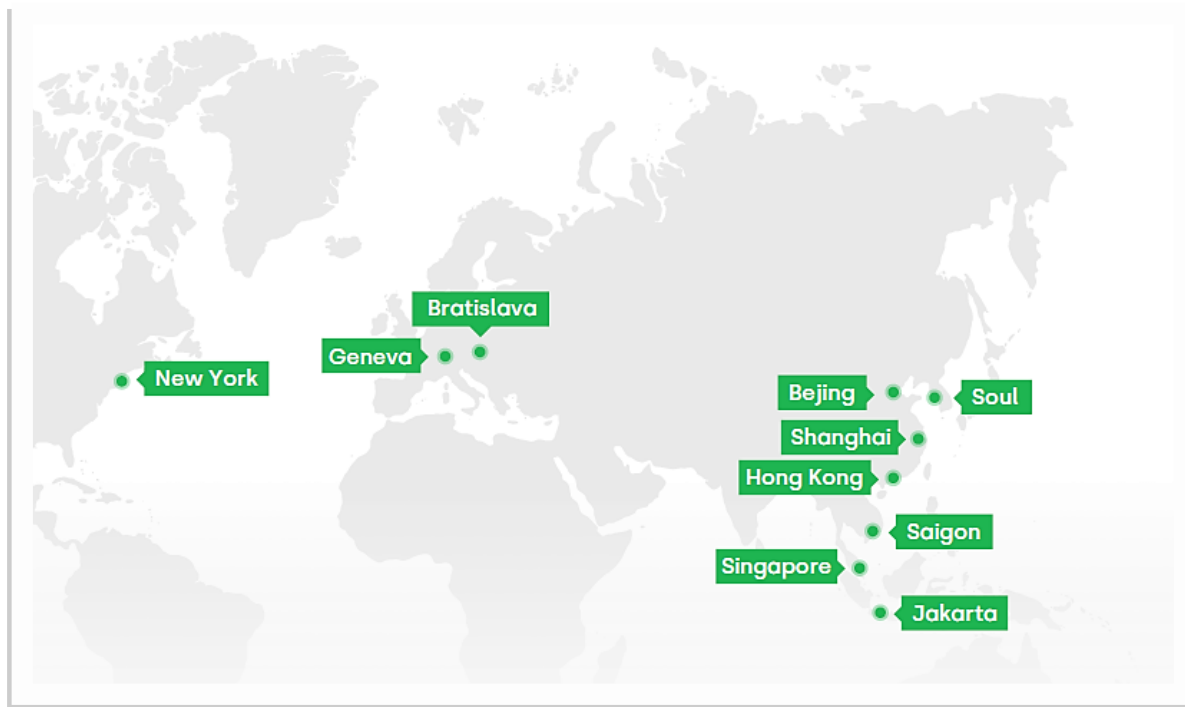 Bratislava
Geneva
New York
Bejing
Soul
Shanghai
Hong Kong
Saigon
Singapore
Jakarta